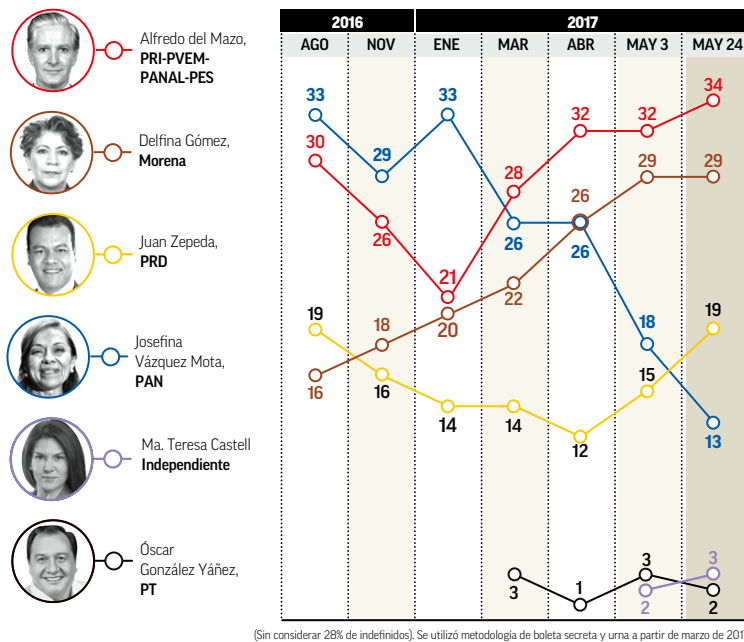 2016 2017
AGO NOV ENE MAR ABR MAY 3 MAY 24
Alfredo del Mazo,
PRI-PVEM-
PANAL-PES
Delfina Gómez,
Morena
Juan Zepeda,
PRD
Josefina
Vázquez Mota,
PAN
Ma. Teresa Castell
Independiente
Óscar
González Yáñez,
PT
30 26 21 28 32 32 34
16 18 20 22 26 29 29
19 16 14 14 12 15 19
33 29 33 26 26 18 13
2 3
3 1 3 2
(Sin considerar 28% de indefinidos). Se utilizó metodología de boleta secreta y urna a partir de marzo de 201